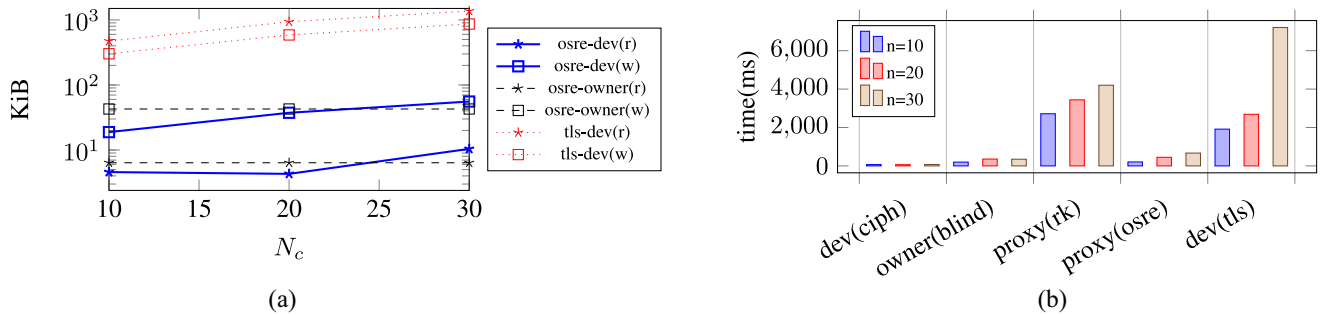 10^3
10^2
10^1
KiB
10 15 20 25 30
N_c
osre-dev(r)
osre-dev(w)
osre-owner(r)
osre-owner(w)
tls-dev(r)
tls-dev(w)
(a)
6,000
4,000
2,000
0
time(ms)
n=10
n=20
n=30
dev(ciph)
owner(blind)
proxy(rk)
proxy(osre)
dev(tls)
(b)